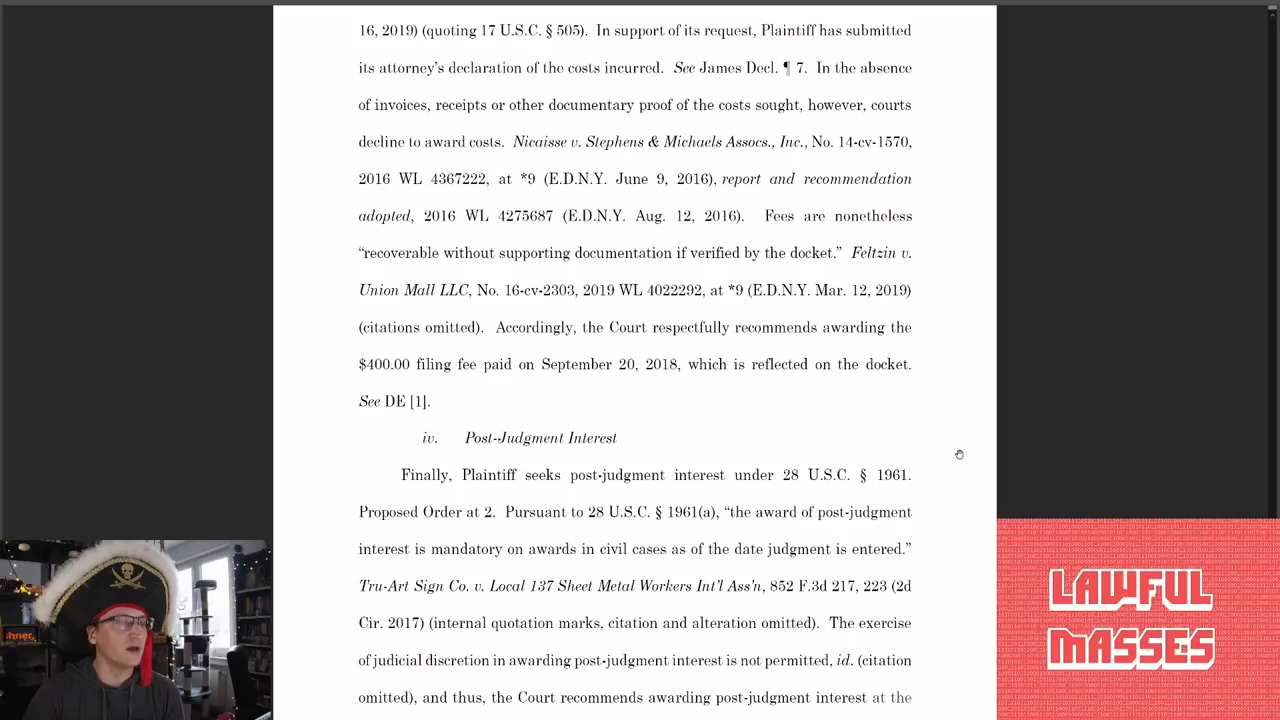 16, 2019) (quoting 17 U.S.C. § 505). In support of its request, Plaintiff has submitted
its attorney's declaration of the costs incurred. See James Decl. ¶ 7. In the absence
of invoices, receipts or other documentary proof of the costs sought, however, courts
decline to award costs. Nicaisse v. Stephens & Michaels Assocs., Inc., No. 14-cv-1570,
2016 WL 4367222, at *9 (E.D.N.Y. June 9, 2016), report and recommendation
adopted, 2016 WL 4275687 (E.D.N.Y. Aug. 12, 2016). Fees are nonetheless
“recoverable without supporting documentation if verified by the docket.” Feltzin v.
Union Mall LLC, No. 16-cv-2303, 2019 WL 4022292, at *9 (E.D.N.Y. Mar. 12, 2019)
(citations omitted). Accordingly, the Court respectfully recommends awarding the
$400.00 filing fee paid on September 20, 2018, which is reflected on the docket.
See DE [1].
iv. Post-Judgment Interest
Finally, Plaintiff seeks post-judgment interest under 28 U.S.C. § 1961.
Proposed Order at 2. Pursuant to 28 U.S.C. § 1961(a), “the award of post-judgment
interest is mandatory on awards in civil cases as of the date judgment is entered.”
Tru-Art Sign Co. v. Local 137 Sheet Metal Workers Int'l Ass'n, 852 F.3d 217, 223 (2d
Cir. 2017) (internal quotation marks, citation and alteration omitted). The exercise
of judicial discretion in awarding post-judgment interest is not permitted, id. (citation
omitted), and thus, the Court recommends awarding post-judgment interest at the
LAWFUL
MASSES